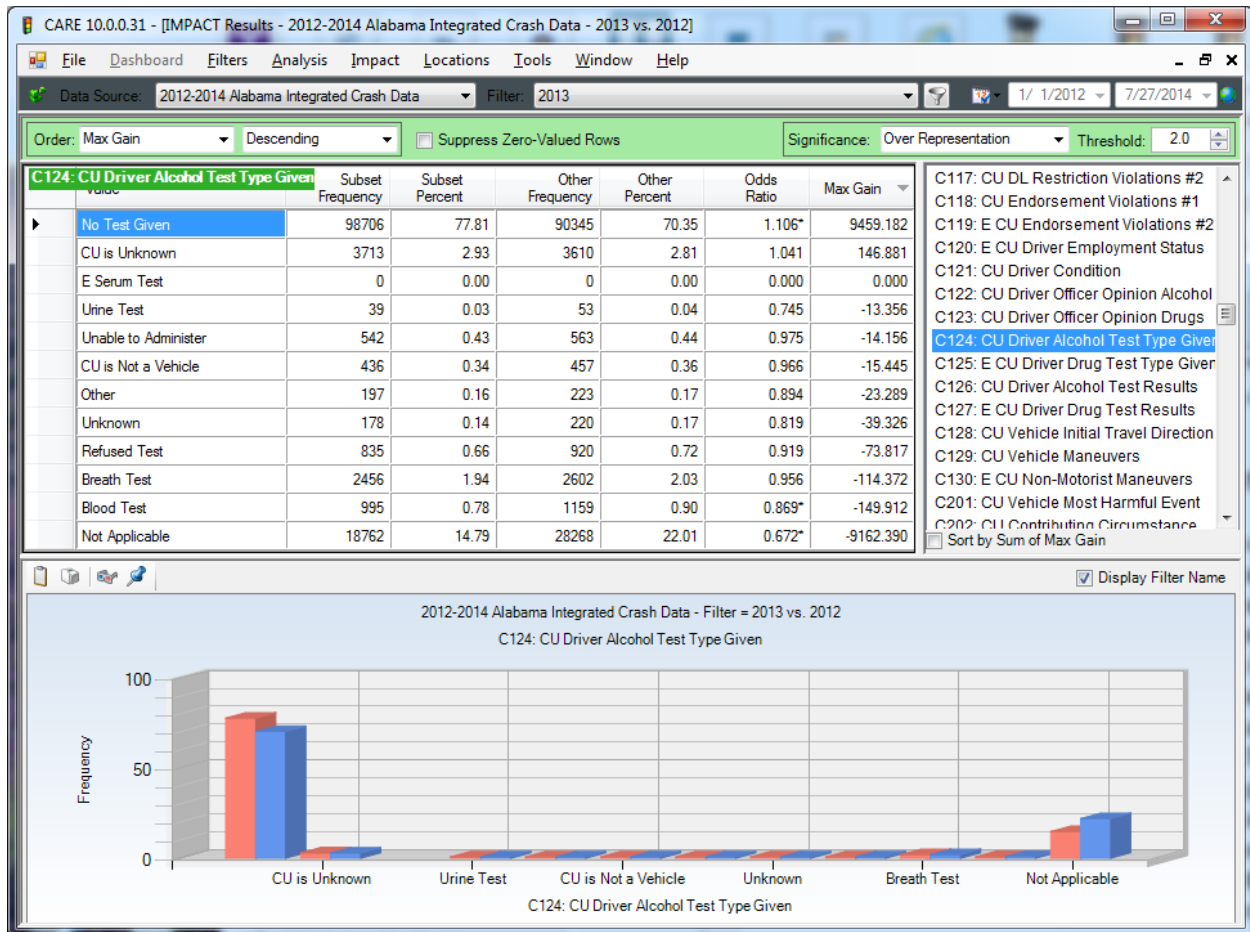 CARE 10.0.0.31 - [IMPACT Results - 2012-2014 Alabama Integrated Crash Data - 2013 vs. 2012]
File Dashboard Filters Analysis Impact Locations Tools Window Help
Data Source: 2012-2014 Alabama Integrated Crash Data Filter: 2013 1/ 1/2012 7/27/2014
Order: Max Gain Descending Suppress Zero-Valued Rows Significance: Over Representation Threshold: 2.0
C124: CU Driver Alcohol Test Type Given Subset Frequency Subset Percent Other Frequency Other Percent Odds Ratio Max Gain
No Test Given 98706 77.81 90345 70.35 1.106* 9459.182
CU is Unknown 3713 2.93 3610 2.81 1.041 146.881
E Serum Test 0 0.00 0 0.00 0.000 0.000
Urine Test 39 0.03 53 0.04 0.745 -13.356
Unable to Administer 542 0.43 563 0.44 0.975 -14.156
CU is Not a Vehicle 436 0.34 457 0.36 0.966 -15.445
Other 197 0.16 223 0.17 0.894 -23.289
Unknown 178 0.14 220 0.17 0.819 -39.326
Refused Test 835 0.66 920 0.72 0.919 -73.817
Breath Test 2456 1.94 2602 2.03 0.956 -114.372
Blood Test 995 0.78 1159 0.90 0.869* -149.912
Not Applicable 18762 14.79 28268 22.01 0.672* -9162.390
C117: CU DL Restriction Violations #2
C118: CU Endorsement Violations #1
C119: E CU Endorsement Violations #2
C120: E CU Driver Employment Status
C121: CU Driver Condition
C122: CU Driver Officer Opinion Alcohol
C123: CU Driver Officer Opinion Drugs
C124: CU Driver Alcohol Test Type Given
C125: E CU Driver Drug Test Type Given
C126: CU Driver Alcohol Test Results
C127: E CU Driver Drug Test Results
C128: CU Vehicle Initial Travel Direction
C129: CU Vehicle Maneuvers
C130: E CU Non-Motorist Maneuvers
C201: CU Vehicle Most Harmful Event
C202: CU Contributing Circumstance
Sort by Sum of Max Gain
Display Filter Name
2012-2014 Alabama Integrated Crash Data - Filter = 2013 vs. 2012
C124: CU Driver Alcohol Test Type Given
100
50
0
Frequency
CU is Unknown Urine Test CU is Not a Vehicle Unknown Breath Test Not Applicable
C124: CU Driver Alcohol Test Type Given